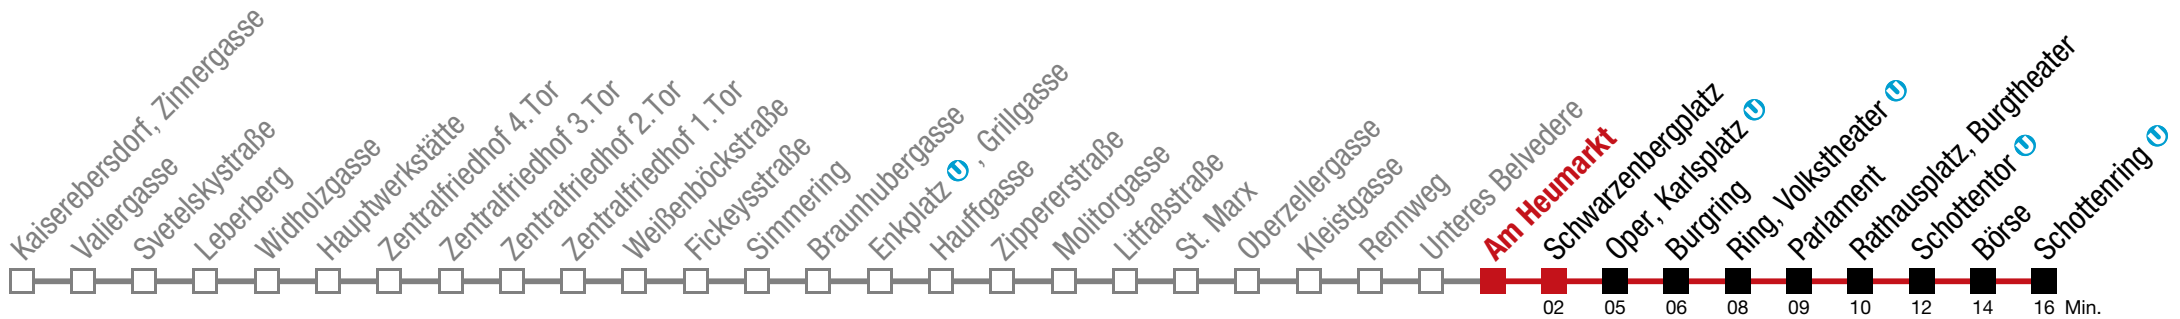 Kaiserebersdorf, Zinnergasse
Valiergasse
Svetelskystraße
Leberberg
Widholzgasse
Hauptwerkstätte
Zentralfriedhof 4.Tor
Zentralfriedhof 3.Tor
Zentralfriedhof 2.Tor
Zentralfriedhof 1.Tor
Weißenböckstraße
Fickeysstraße
Simmering
Braunhubergasse
Enkplatz U, Grillgasse
Hauffgasse
Zippererstraße
Molitorgasse
Litfaßstraße
St. Marx
Oberzellergasse
Kleistgasse
Rennweg
Unteres Belvedere
Am Heumarkt
Schwarzenbergplatz
Oper, Karlsplatz U
Burgring
Ring, Volkstheater U
Parlament
Rathausplatz, Burgtheater
Schottentor U
Börse
Schottenring U
02 05 06 08 09 10 12 14 16 Min.